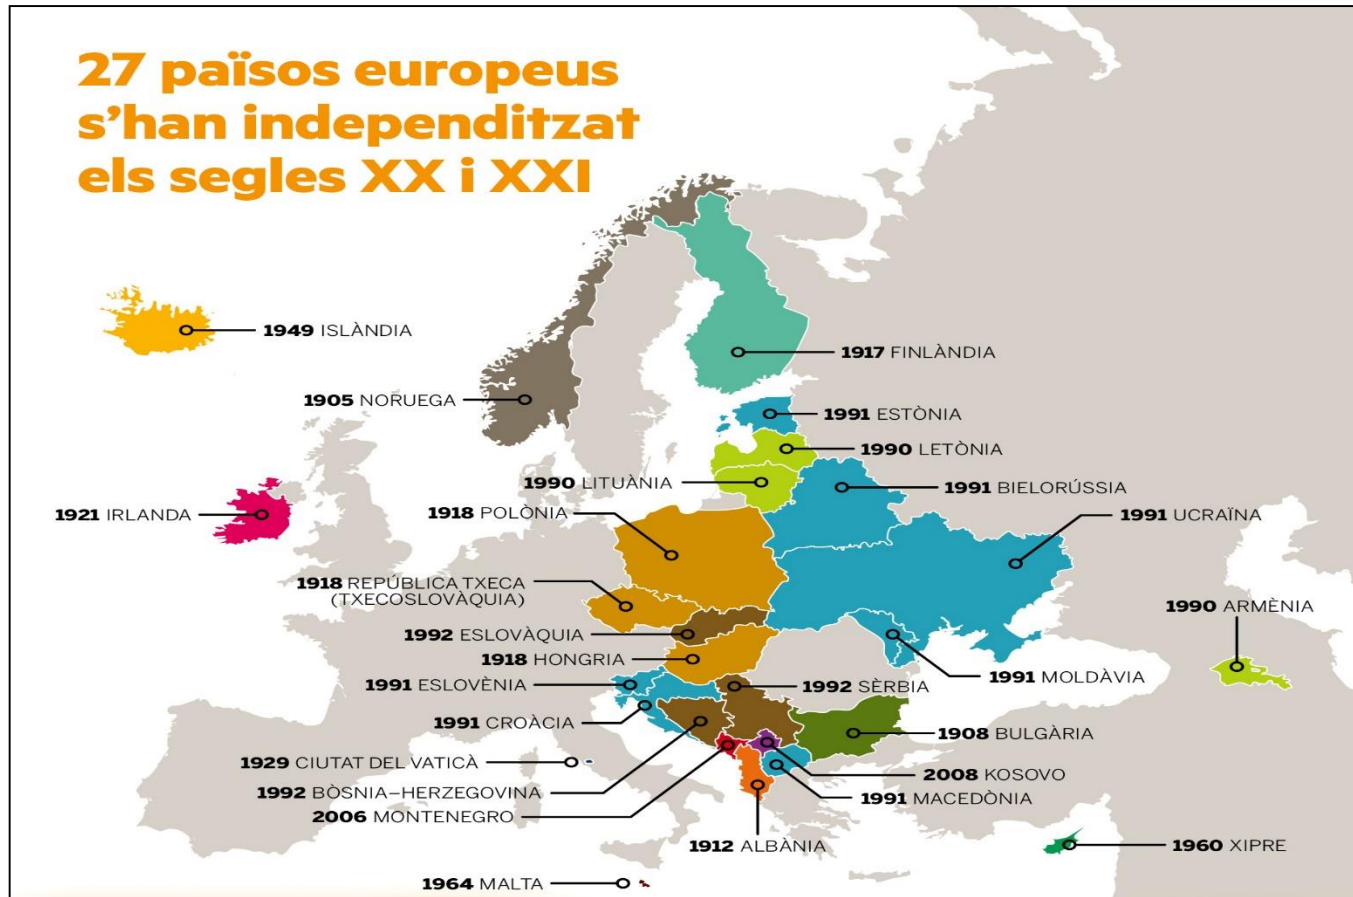 27 països europeus
s'han independitzat
els segles XX i XXI
1949 ISLÀNDIA
1917 FINLÀNDIA
1905 NORUEGA
1991 ESTÒNIA
1990 LETÒNIA
1990 LITUÀNIA
1991 BIELORÚSSIA
1921 IRLANDA
1918 POLÒNIA
1991 UCRAÏNA
1918 REPÚBLICA TXECA
(TXECOSLOVÀQUIA)
1990 ARMÈNIA
1992 ESLOVÀQUIA
1918 HONGRIA
1991 MOLDÀVIA
1991 ESLOVÈNIA
1992 SÈRBIA
1991 CROÀCIA
1908 BULGÀRIA
1929 CIUTAT DEL VATICÀ
2008 KOSOVO
1992 BÒSNIA-HERZEGOVINA
1991 MACEDÒNIA
2006 MONTENEGRO
1912 ALBÀNIA
1960 XIPRE
1964 MALTA